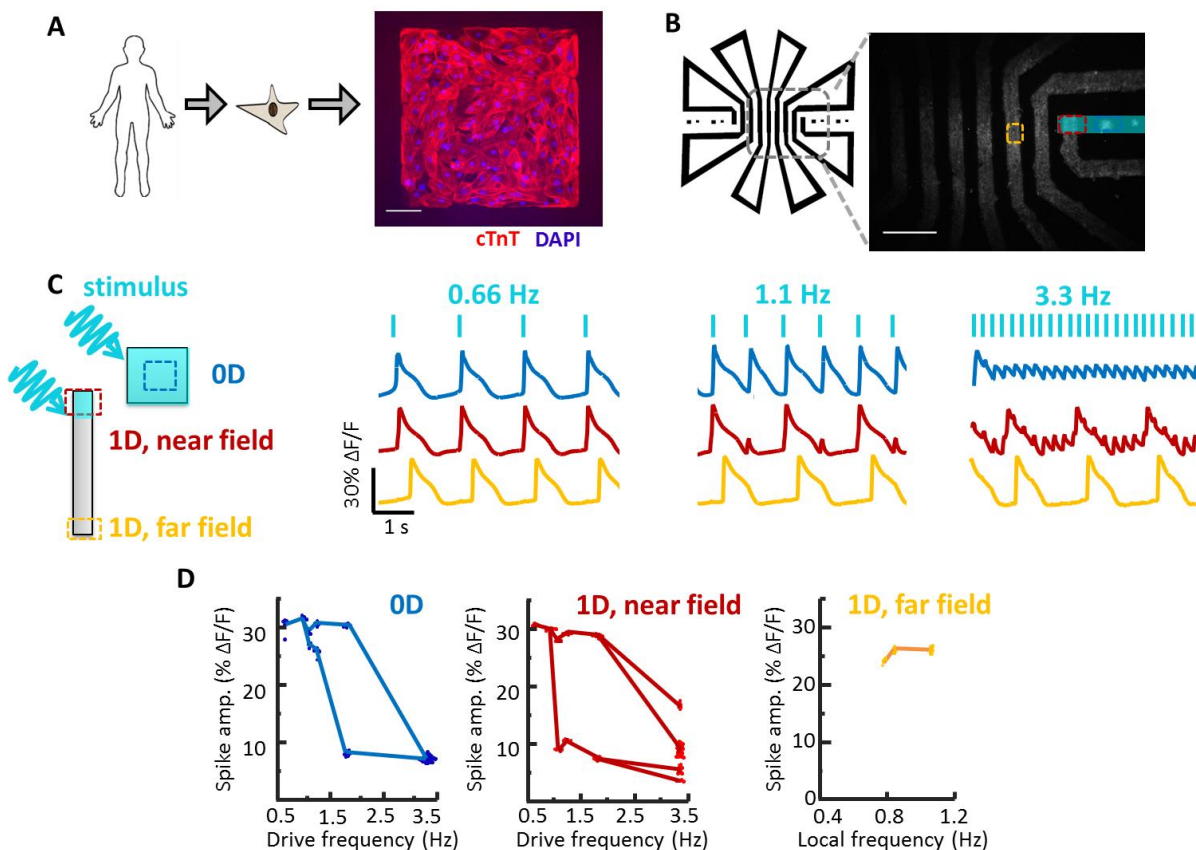 A
cTnT DAPI
B
C
stimulus
0D
1D, near field
1D, far field
0.66 Hz
1.1 Hz
3.3 Hz
30% ΔF/F
1 s
D
0D
Spike amp. (% ΔF/F)
30
20
10
0.5 1.5 2.5 3.5
Drive frequency (Hz)
1D, near field
Spike amp. (% ΔF/F)
30
20
10
0.5 1.5 2.5 3.5
Drive frequency (Hz)
1D, far field
Spike amp. (% ΔF/F)
30
20
10
0
0.4 0.8 1.2
Local frequency (Hz)